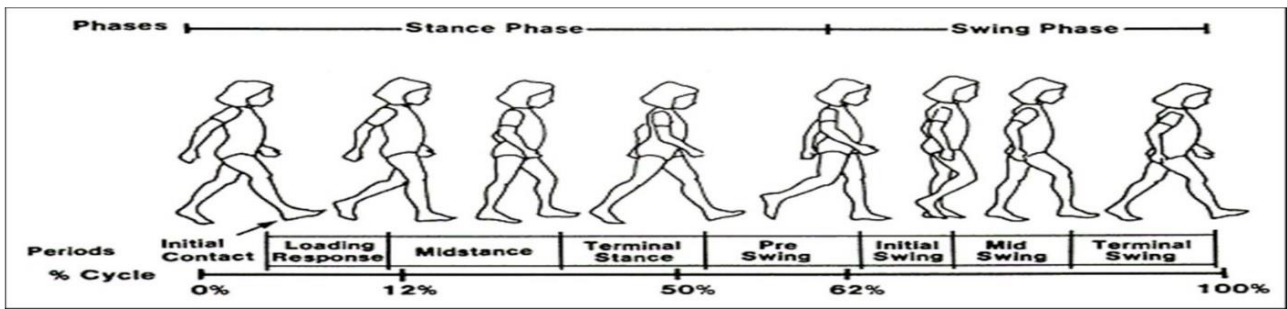 Phases Stance Phase Swing Phase
Periods Initial Contact Loading Response Midstance Terminal Stance Pre Swing Initial Swing Mid Swing Terminal Swing
% Cycle
0% 12% 50% 62% 100%